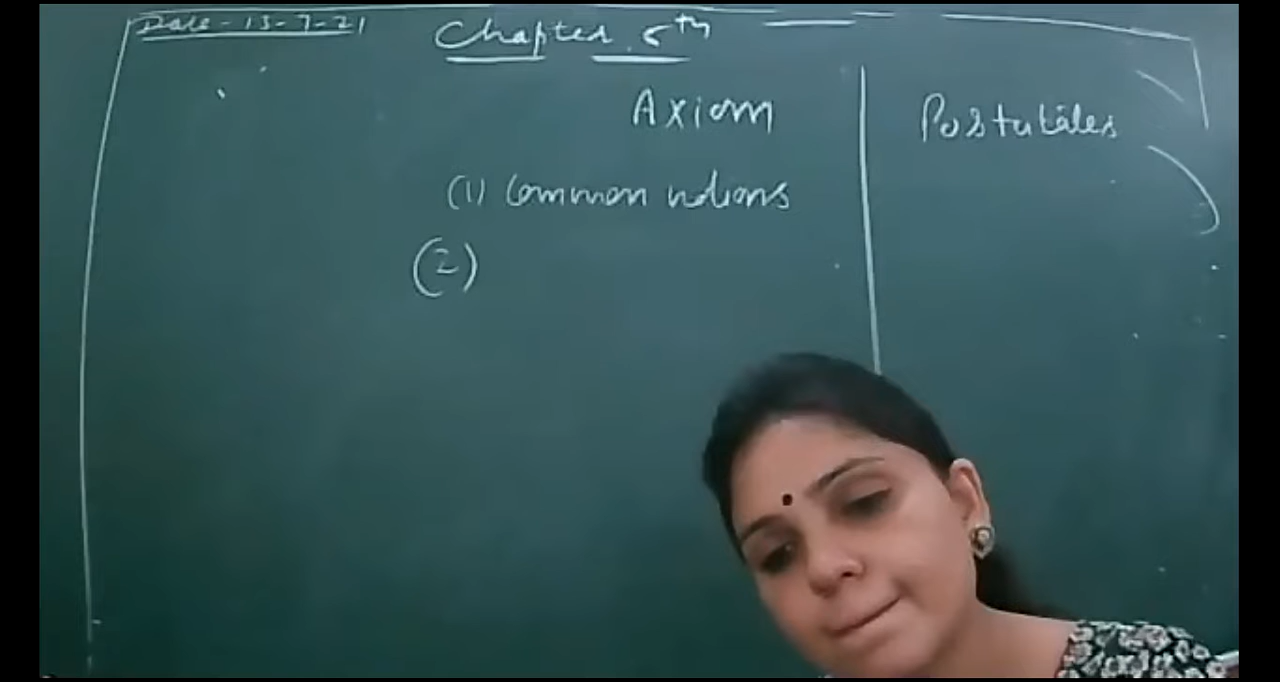 Date - 13-7-21
Chapter 5th
Axiom
Postulates
(1) Common notions
(2)